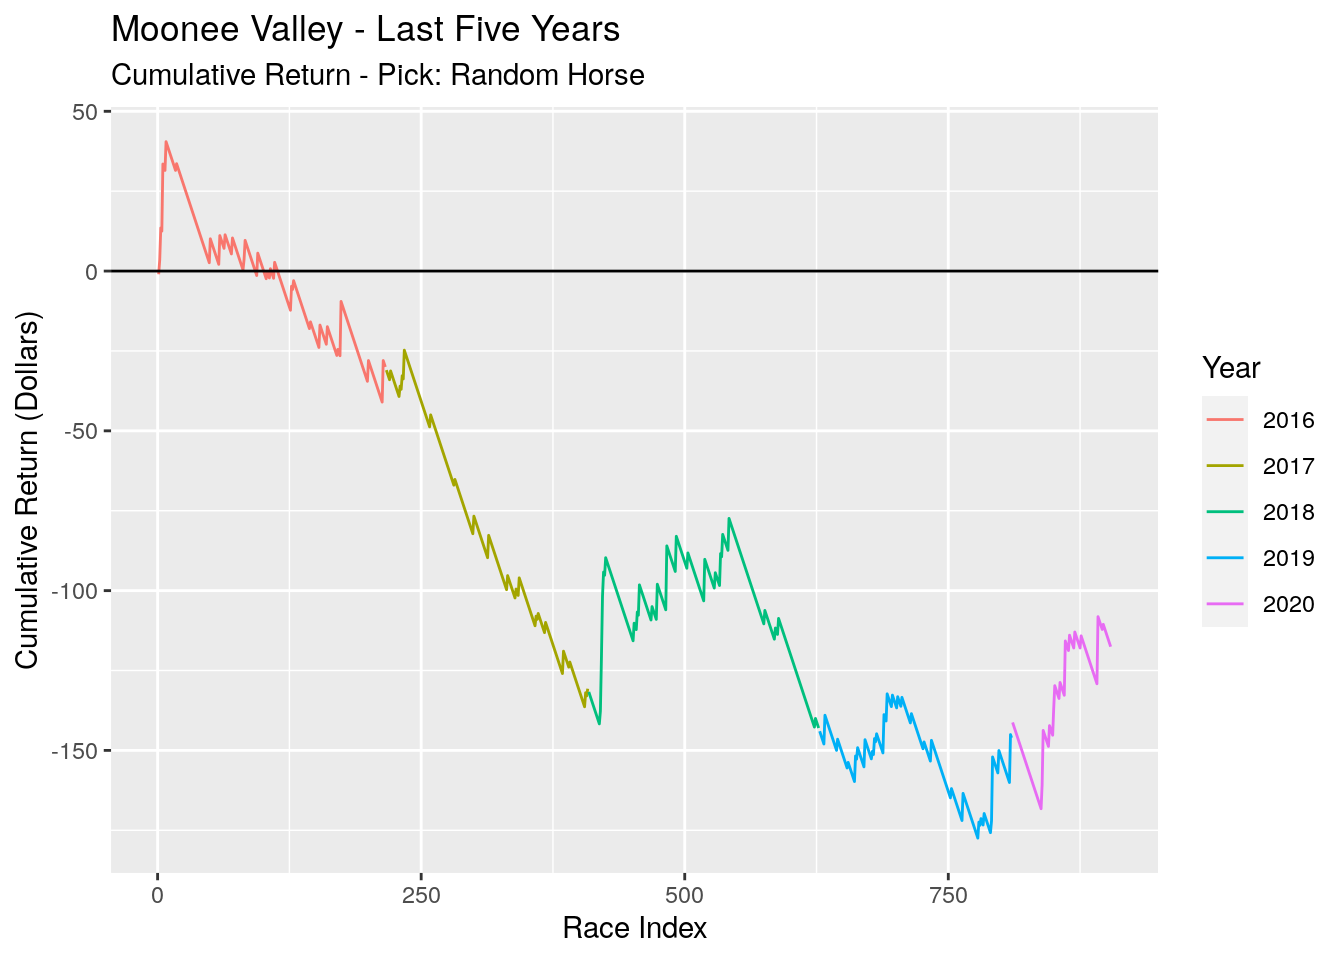 Moonee Valley - Last Five Years
Cumulative Return - Pick: Random Horse
Cumulative Return (Dollars)
50
0
-50
-100
-150
0
250
500
750
Race Index
Year
2016
2017
2018
2019
2020